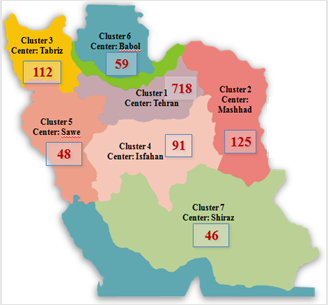 Cluster 6
Center: Babol
59
Cluster 3
Center: Tabriz
112
Cluster 1
Center: Tehran
718
Cluster 2
Center:
Mashhad
125
Cluster 5
Center: Sawe
48
Cluster 4
Center: Isfahan
91
Cluster 7
Center: Shiraz
46